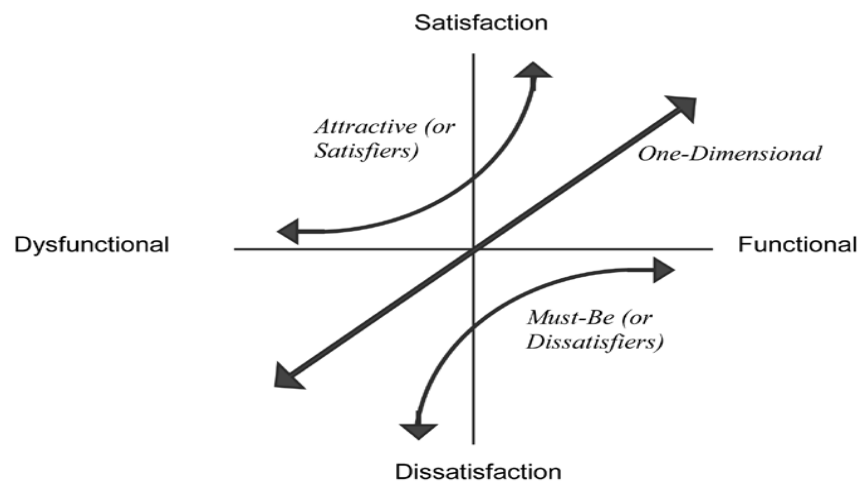 Satisfaction
Attractive (or
Satisfiers)
One-Dimensional
Dysfunctional
Functional
Must-Be (or
Dissatisfiers)
Dissatisfaction